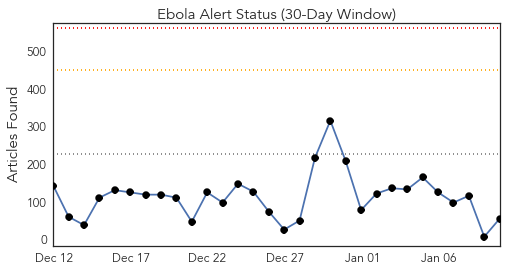 Ebola Alert Status (30-Day Window)
Articles Found
500
400
300
200
100
0
Dec 12 Dec 17 Dec 22 Dec 27 Jan 01 Jan 06